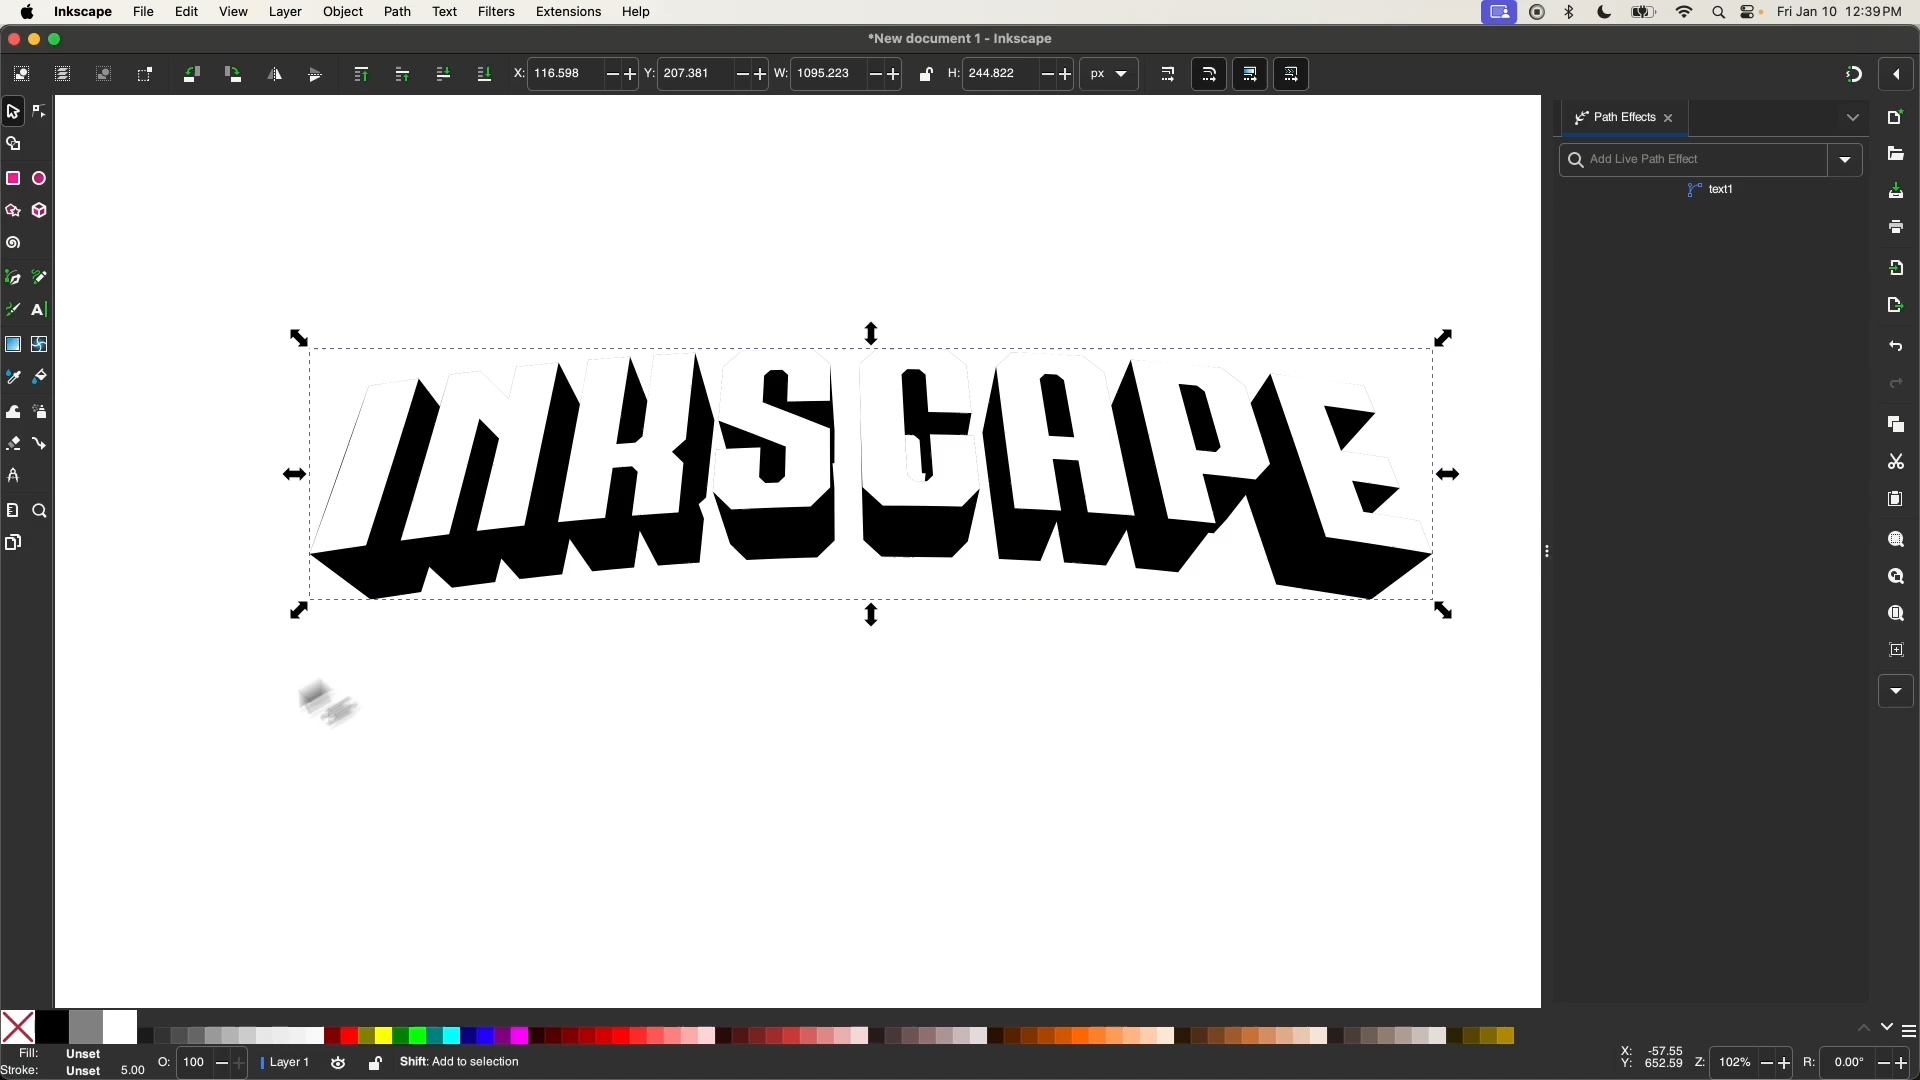 Inkscape File Edit View Layer Object Path Text Filters Extensions Help Fri Jan 10 12:39 PM
*New document 1 - Inkscape
X: 116.598 Y: 207.381 W: 1095.223 H: 244.822 px
Path Effects
Add Live Path Effect
text1
INKSCAPE
Fill: Unset
Stroke: Unset 5.00
O: 100 Layer 1 Shift: Add to selection
X: -57.55
Y: 652.59
Z: 102% R: 0.00°